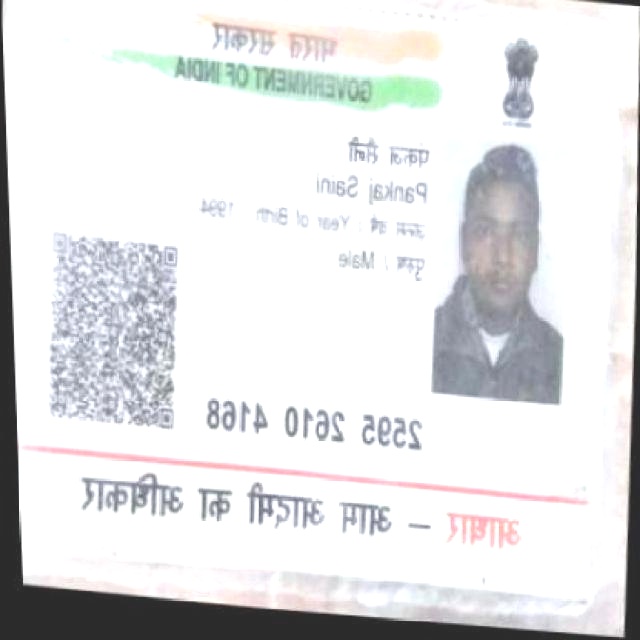 भारत सरकार
GOVERNMENT OF INDIA
पंकज सैनी
Pankaj Saini
जन्म वर्ष / Year of Birth : 1994
पुरुष / Male
2595 2610 4168
आधार – आम आदमी का अधिकार